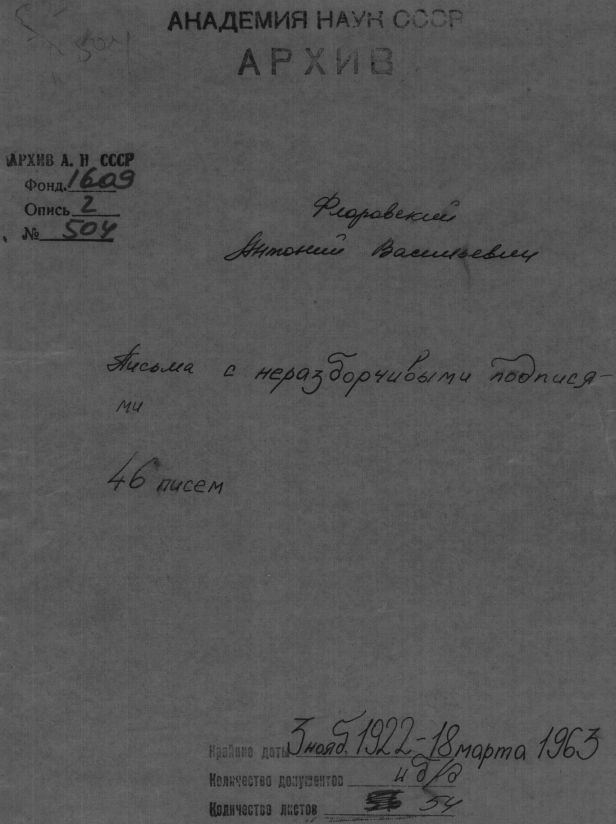 504
АКАДЕМИЯ НАУК СССР
АРХИВ
АРХИВ А. Н СССР
Фонд. 1609
Опись 2
№ 504
Флоровский
Антоний Васильевич
Письма с неразборчивыми подпися-
ми
46 писем
Крайние даты 3 нояб. 1922-18 марта 1963
Количество документов и б/д
Количество листов 54